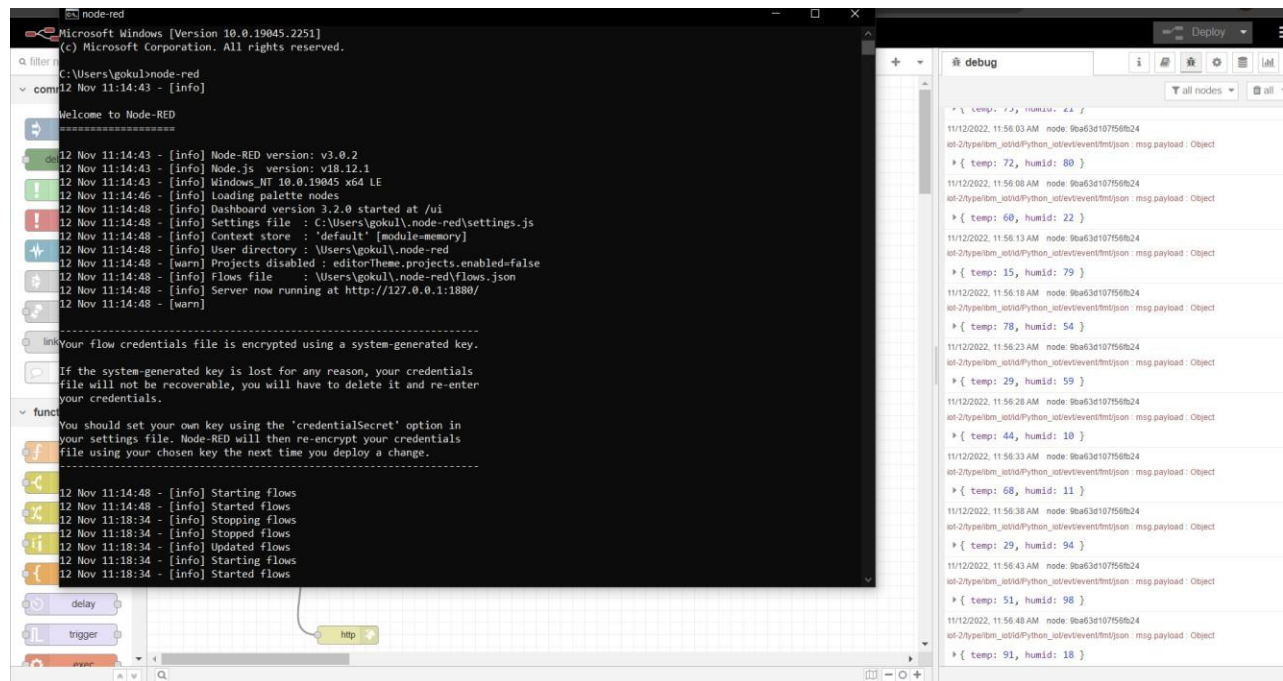 node-red
Microsoft Windows [Version 10.0.19045.2251]
(c) Microsoft Corporation. All rights reserved.
C:\Users\gokul>node-red
12 Nov 11:14:43 - [info]
Welcome to Node-RED
===================
12 Nov 11:14:43 - [info] Node-RED version: v3.0.2
12 Nov 11:14:43 - [info] Node.js  version: v18.12.1
12 Nov 11:14:43 - [info] Windows_NT 10.0.19045 x64 LE
12 Nov 11:14:46 - [info] Loading palette nodes
12 Nov 11:14:48 - [info] Dashboard version 3.2.0 started at /ui
12 Nov 11:14:48 - [info] Settings file  : C:\Users\gokul\.node-red\settings.js
12 Nov 11:14:48 - [info] Context store  : 'default' [module=memory]
12 Nov 11:14:48 - [info] User directory : \Users\gokul\.node-red
12 Nov 11:14:48 - [warn] Projects disabled : editorTheme.projects.enabled=false
12 Nov 11:14:48 - [info] Flows file     : \Users\gokul\.node-red\flows.json
12 Nov 11:14:48 - [info] Server now running at http://127.0.0.1:1880/
12 Nov 11:14:48 - [warn]
---------------------------------------------------------------------
Your flow credentials file is encrypted using a system-generated key.
If the system-generated key is lost for any reason, your credentials
file will not be recoverable, you will have to delete it and re-enter
your credentials.
You should set your own key using the 'credentialSecret' option in
your settings file. Node-RED will then re-encrypt your credentials
file using your chosen key the next time you deploy a change.
---------------------------------------------------------------------
12 Nov 11:14:48 - [info] Starting flows
12 Nov 11:14:48 - [info] Started flows
12 Nov 11:18:34 - [info] Stopping flows
12 Nov 11:18:34 - [info] Stopped flows
12 Nov 11:18:34 - [info] Updated flows
12 Nov 11:18:34 - [info] Starting flows
12 Nov 11:18:34 - [info] Started flows
filter
com
de
link
funct
delay
trigger
exec
http
Deploy
debug
i
all nodes
all
{ temp: 75, humid: 21 }
11/12/2022, 11:56:03 AM node: 9ba63d107f56fb24
iot-2/type/ibm_iot/id/Python_iot/evt/event/fmt/json : msg.payload : Object
{ temp: 72, humid: 80 }
11/12/2022, 11:56:08 AM node: 9ba63d107f56fb24
iot-2/type/ibm_iot/id/Python_iot/evt/event/fmt/json : msg.payload : Object
{ temp: 60, humid: 22 }
11/12/2022, 11:56:13 AM node: 9ba63d107f56fb24
iot-2/type/ibm_iot/id/Python_iot/evt/event/fmt/json : msg.payload : Object
{ temp: 15, humid: 79 }
11/12/2022, 11:56:18 AM node: 9ba63d107f56fb24
iot-2/type/ibm_iot/id/Python_iot/evt/event/fmt/json : msg.payload : Object
{ temp: 78, humid: 54 }
11/12/2022, 11:56:23 AM node: 9ba63d107f56fb24
iot-2/type/ibm_iot/id/Python_iot/evt/event/fmt/json : msg.payload : Object
{ temp: 29, humid: 59 }
11/12/2022, 11:56:28 AM node: 9ba63d107f56fb24
iot-2/type/ibm_iot/id/Python_iot/evt/event/fmt/json : msg.payload : Object
{ temp: 44, humid: 10 }
11/12/2022, 11:56:33 AM node: 9ba63d107f56fb24
iot-2/type/ibm_iot/id/Python_iot/evt/event/fmt/json : msg.payload : Object
{ temp: 68, humid: 11 }
11/12/2022, 11:56:38 AM node: 9ba63d107f56fb24
iot-2/type/ibm_iot/id/Python_iot/evt/event/fmt/json : msg.payload : Object
{ temp: 29, humid: 94 }
11/12/2022, 11:56:43 AM node: 9ba63d107f56fb24
iot-2/type/ibm_iot/id/Python_iot/evt/event/fmt/json : msg.payload : Object
{ temp: 51, humid: 98 }
11/12/2022, 11:56:48 AM node: 9ba63d107f56fb24
iot-2/type/ibm_iot/id/Python_iot/evt/event/fmt/json : msg.payload : Object
{ temp: 91, humid: 18 }